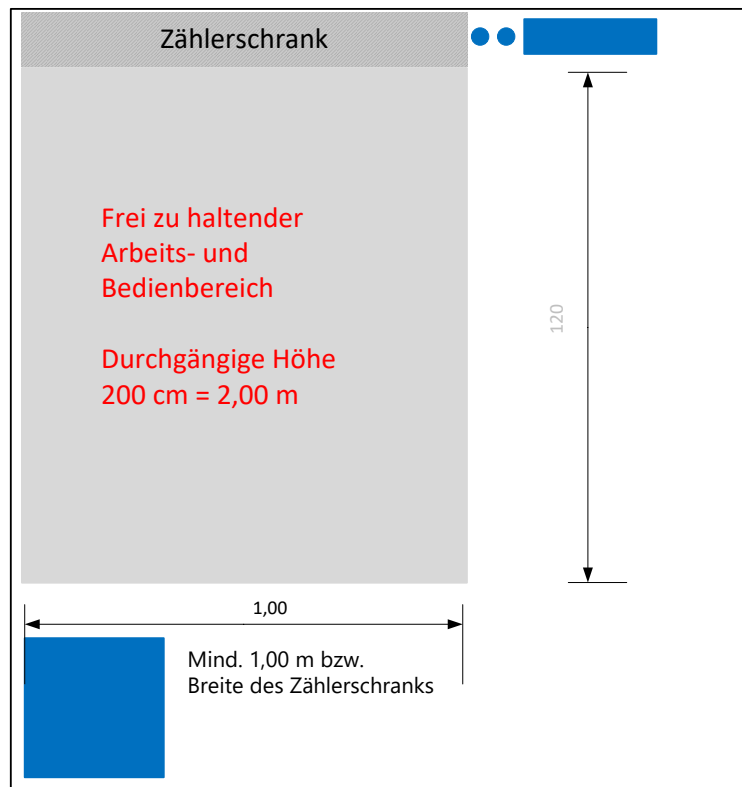 Zählerschrank
Frei zu haltender
Arbeits- und
Bedienbereich
Durchgängige Höhe
200 cm = 2,00 m
120
1,00
Mind. 1,00 m bzw.
Breite des Zählerschranks